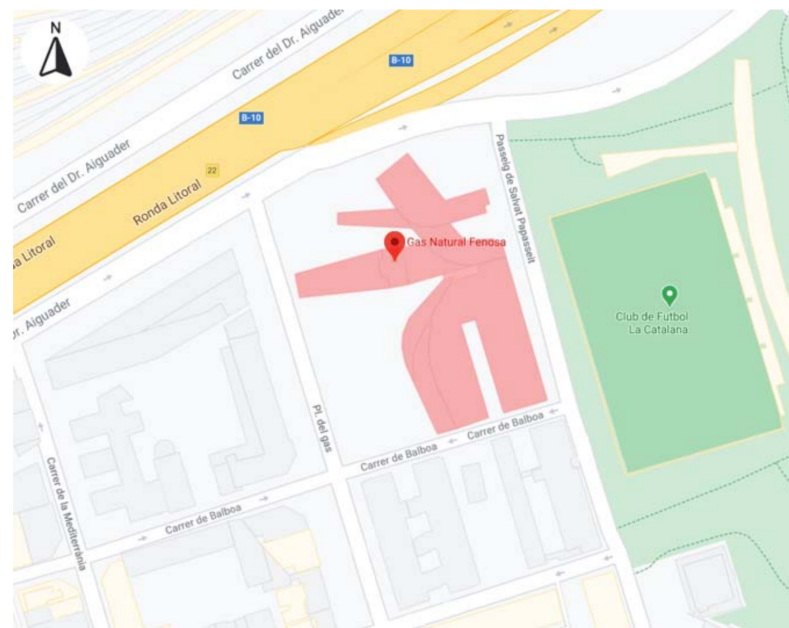 N
Carrer del Dr. Aiguader
B-10
B-10
Carrer del Dr. Aiguader
22
Ronda Litoral
Passeig de Salvat Papasseit
Gas Natural Fenosa
a Litoral
Club de Futbol
La Catalana
r. Aiguader
Pl. del gas
Carrer de Balboa
Carrer de Balboa
Carrer de Balboa
Carrer de la Mediterrània